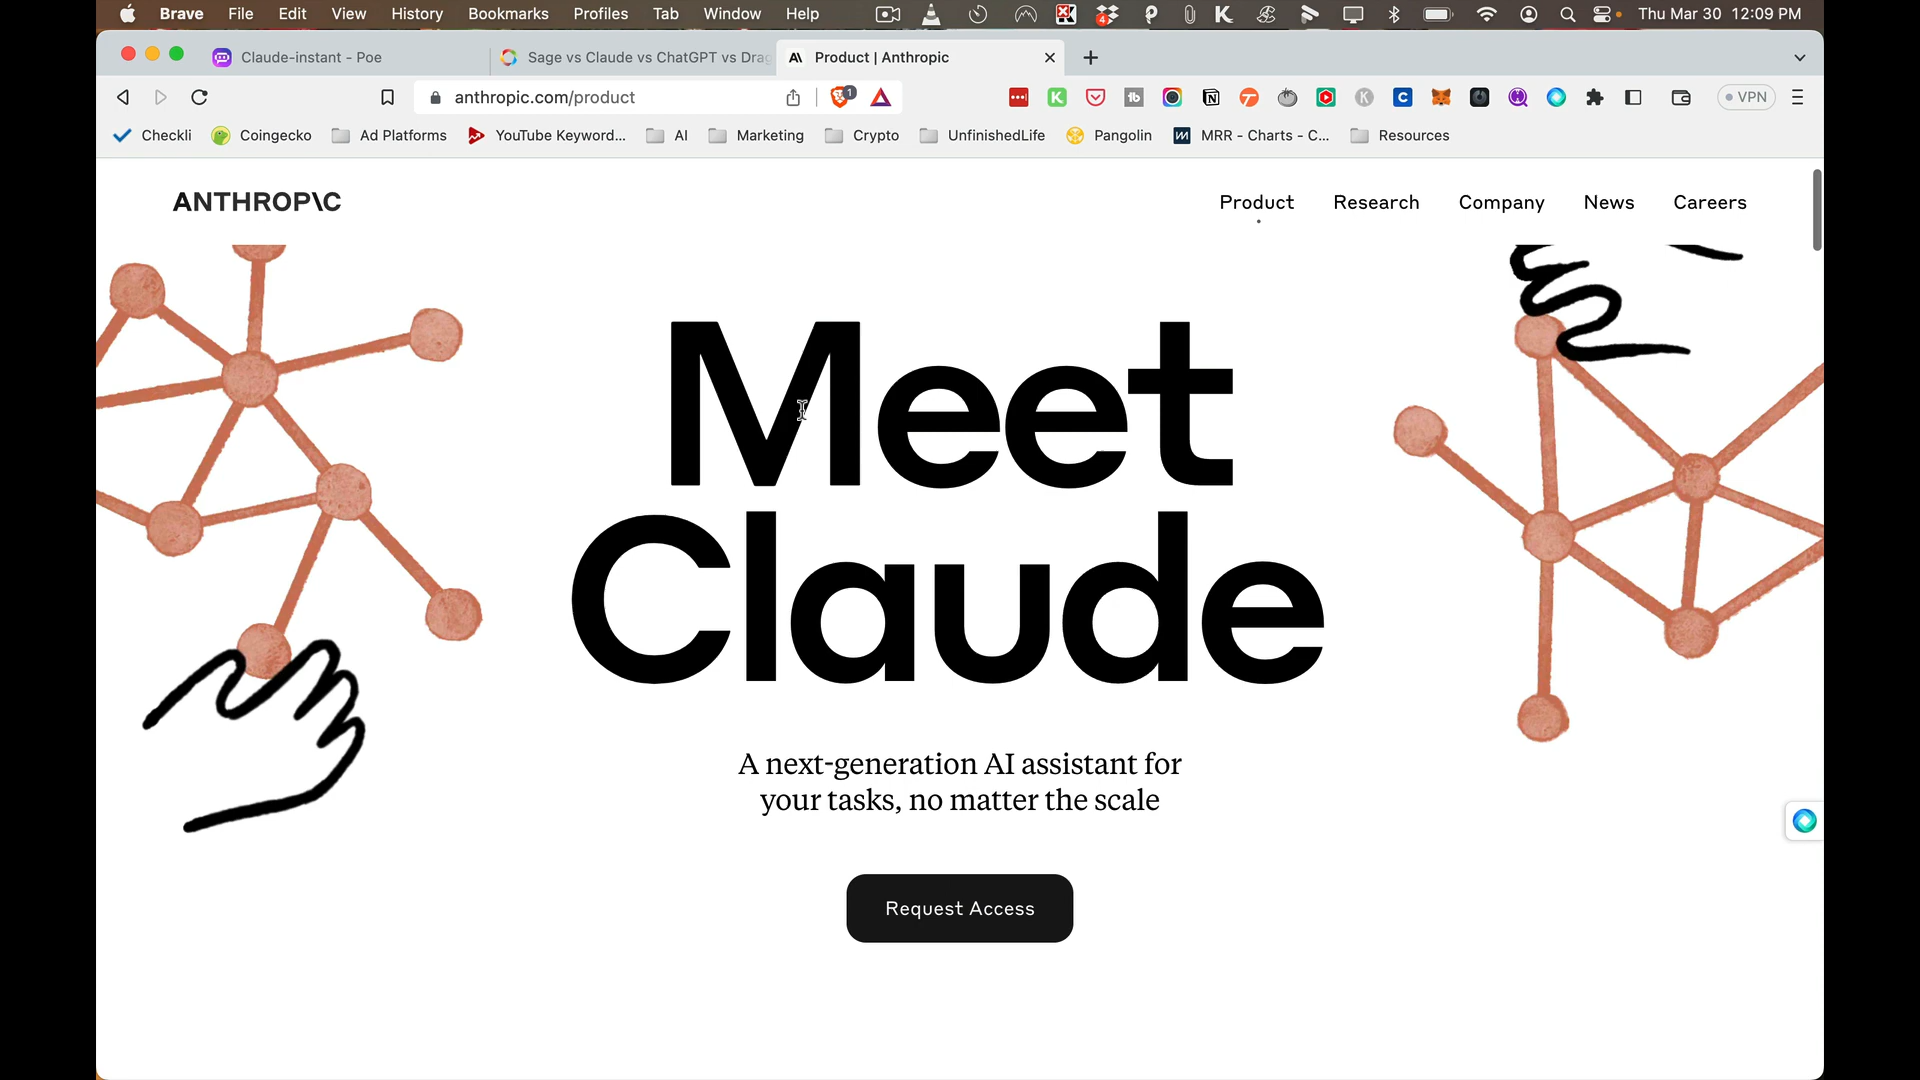 Brave File Edit View History Bookmarks Profiles Tab Window Help 4 Thu Mar 30 12:09 PM
Claude-instant - Poe Sage vs Claude vs ChatGPT vs Drag Product | Anthropic
anthropic.com/product 1 VPN
Checkli Coingecko Ad Platforms YouTube Keyword... AI Marketing Crypto UnfinishedLife Pangolin MRR - Charts - C... Resources
ANTHROP\C Product Research Company News Careers
Meet
Claude
A next-generation AI assistant for
your tasks, no matter the scale
Request Access